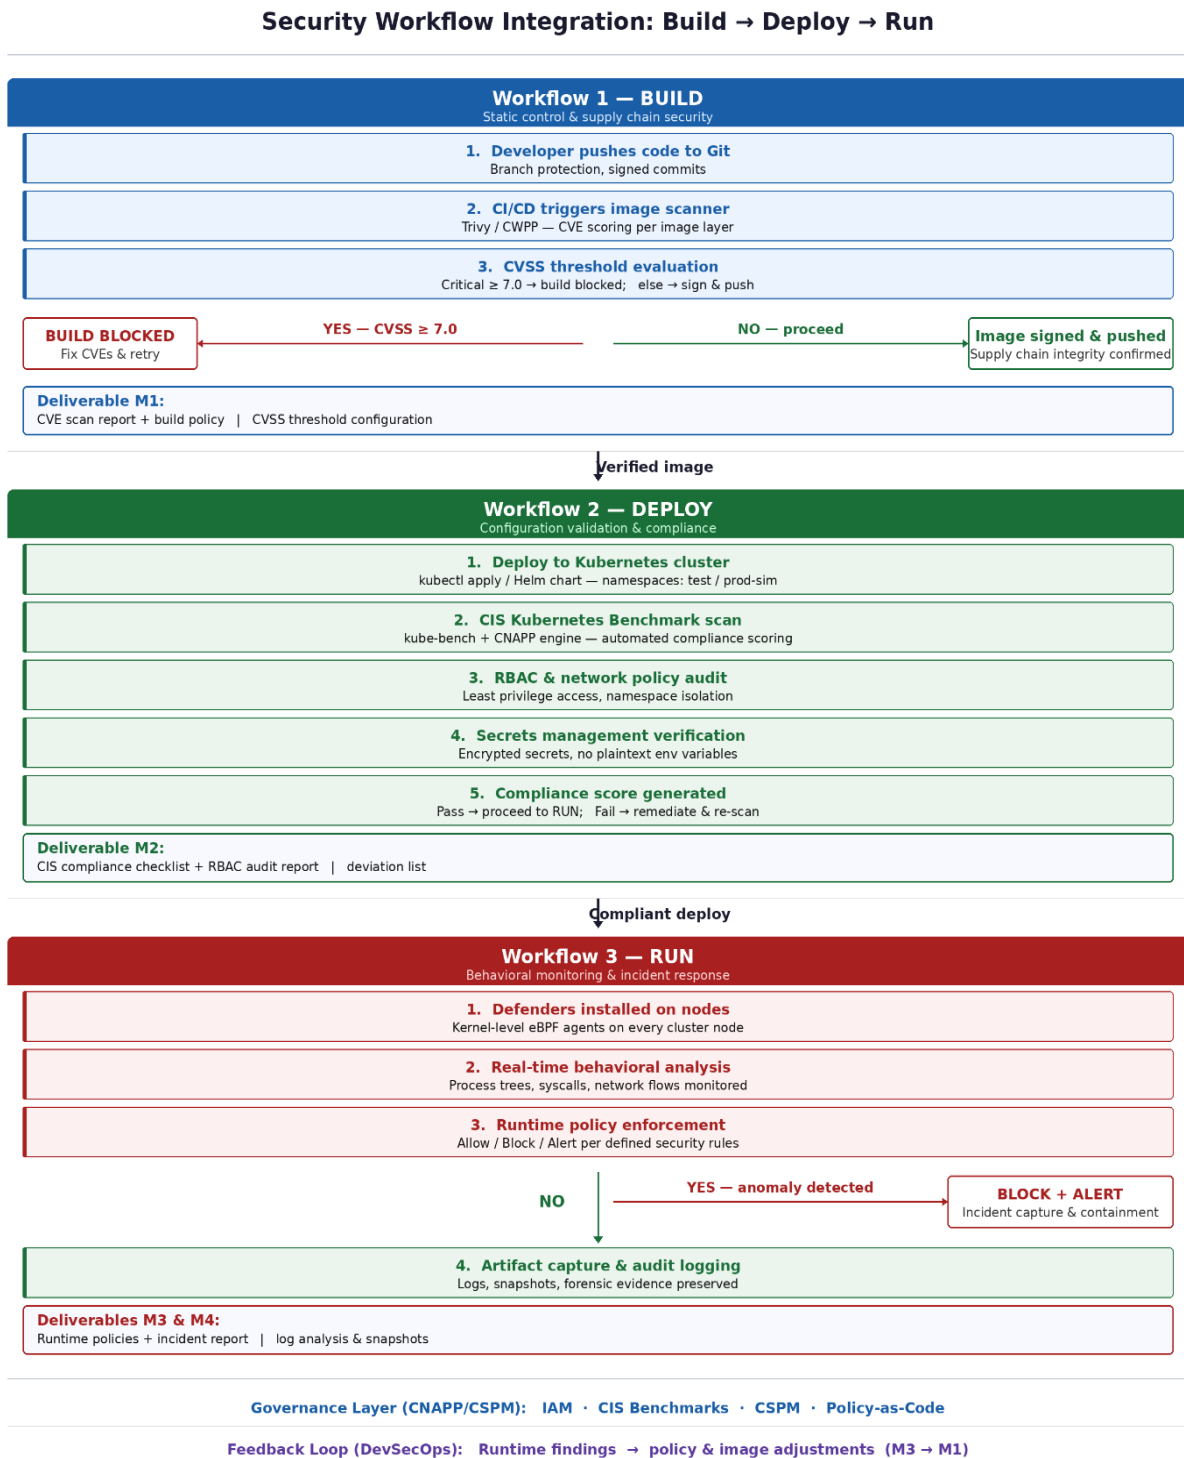 Security Workflow Integration: Build → Deploy → Run
Workflow 1 — BUILD
Static control & supply chain security
1. Developer pushes code to Git
Branch protection, signed commits
2. CI/CD triggers image scanner
Trivy / CWPP — CVE scoring per image layer
3. CVSS threshold evaluation
Critical ≥ 7.0 → build blocked; else → sign & push
BUILD BLOCKED
Fix CVEs & retry
YES — CVSS ≥ 7.0
NO — proceed
Image signed & pushed
Supply chain integrity confirmed
Deliverable M1:
CVE scan report + build policy | CVSS threshold configuration
Verified image
Workflow 2 — DEPLOY
Configuration validation & compliance
1. Deploy to Kubernetes cluster
kubectl apply / Helm chart — namespaces: test / prod-sim
2. CIS Kubernetes Benchmark scan
kube-bench + CNAPP engine — automated compliance scoring
3. RBAC & network policy audit
Least privilege access, namespace isolation
4. Secrets management verification
Encrypted secrets, no plaintext env variables
5. Compliance score generated
Pass → proceed to RUN; Fail → remediate & re-scan
Deliverable M2:
CIS compliance checklist + RBAC audit report | deviation list
Compliant deploy
Workflow 3 — RUN
Behavioral monitoring & incident response
1. Defenders installed on nodes
Kernel-level eBPF agents on every cluster node
2. Real-time behavioral analysis
Process trees, syscalls, network flows monitored
3. Runtime policy enforcement
Allow / Block / Alert per defined security rules
NO
YES — anomaly detected
BLOCK + ALERT
Incident capture & containment
4. Artifact capture & audit logging
Logs, snapshots, forensic evidence preserved
Deliverables M3 & M4:
Runtime policies + incident report | log analysis & snapshots
Governance Layer (CNAPP/CSPM): IAM · CIS Benchmarks · CSPM · Policy-as-Code
Feedback Loop (DevSecOps): Runtime findings → policy & image adjustments (M3 → M1)